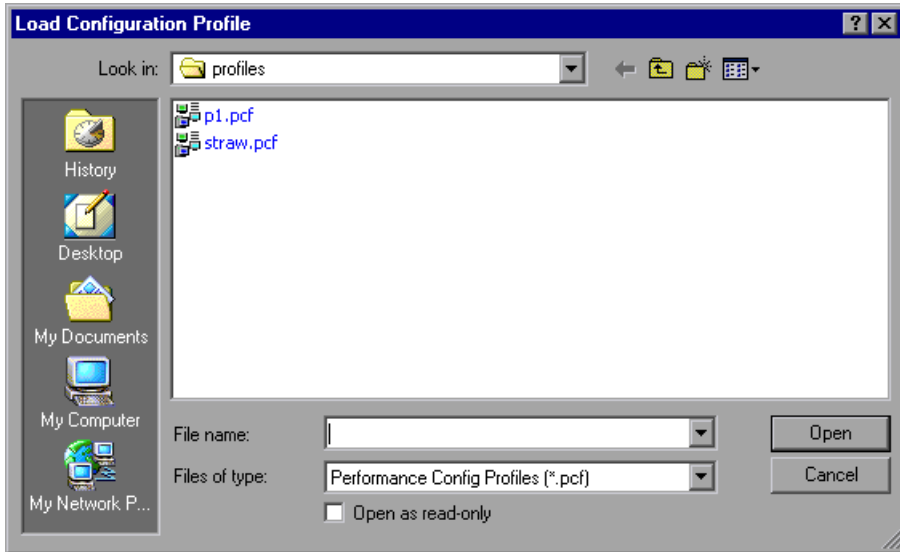 Load Configuration Profile
Look in: profiles
p1.pcf
straw.pcf
History
Desktop
My Documents
My Computer
My Network P...
File name:
Open
Files of type: Performance Config Profiles (*.pcf)
Cancel
Open as read-only